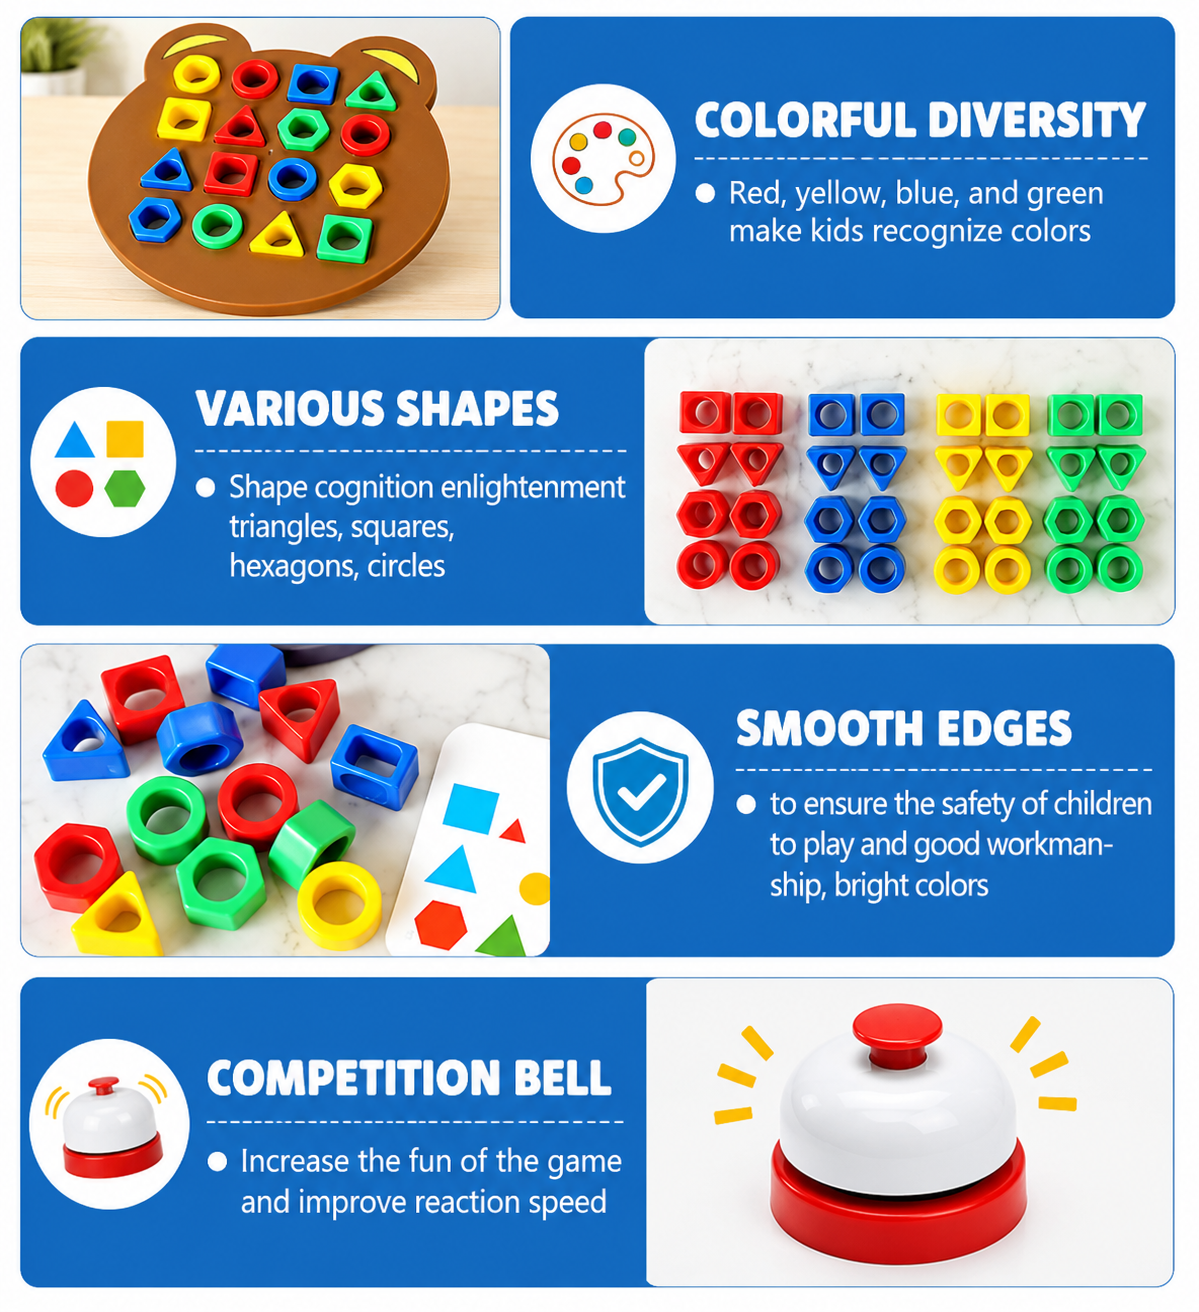 COLORFUL DIVERSITY
Red, yellow, blue, and green
make kids recognize colors
VARIOUS SHAPES
Shape cognition enlightenment
triangles, squares,
hexagons, circles
SMOOTH EDGES
to ensure the safety of children
to play and good workman-
ship, bright colors
COMPETITION BELL
Increase the fun of the game
and improve reaction speed